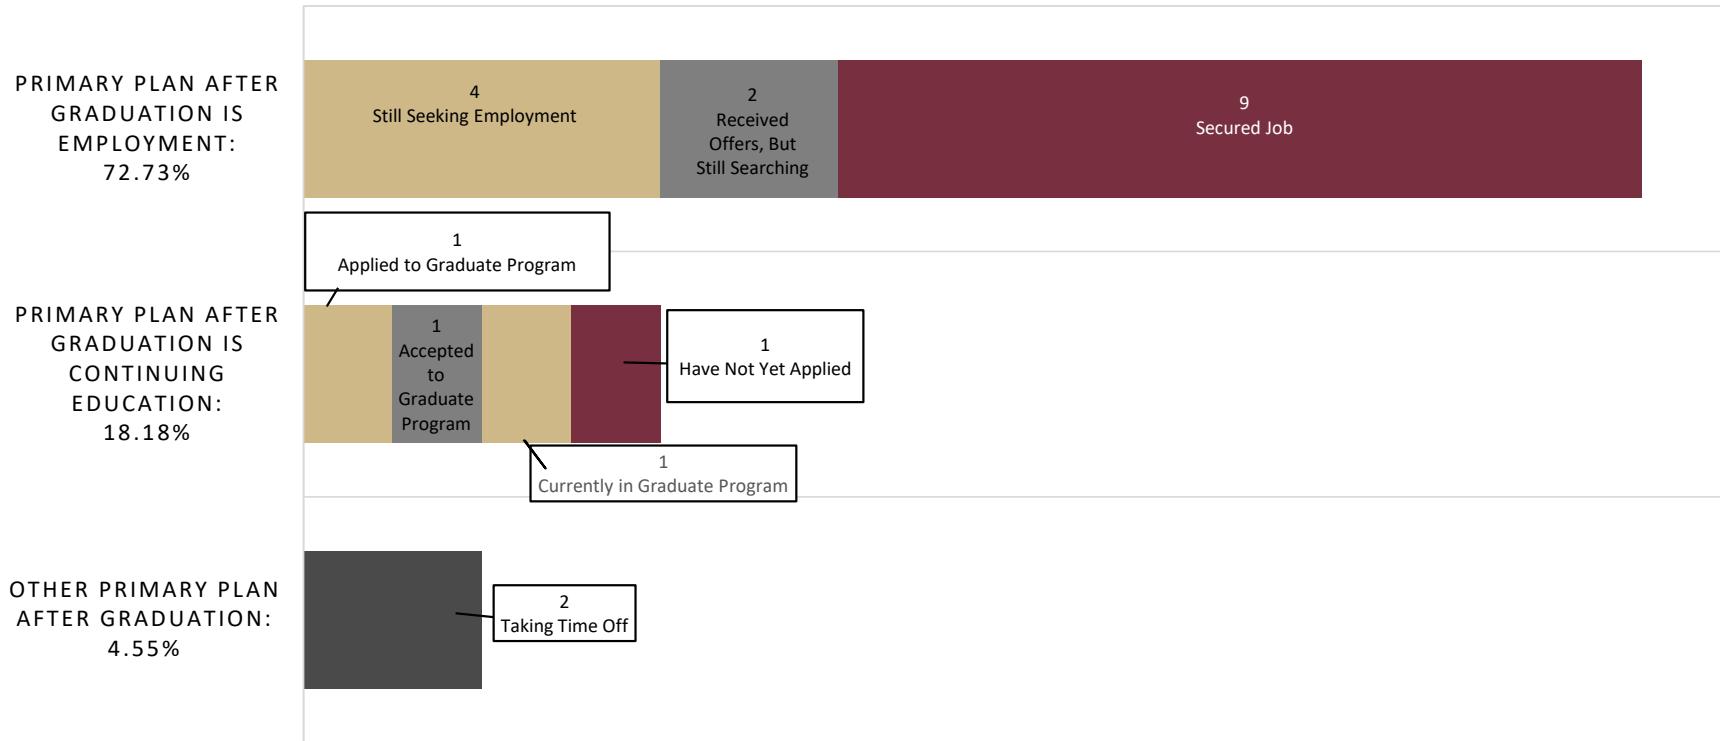 PRIMARY PLAN AFTER
GRADUATION IS
EMPLOYMENT:
72.73%
4
Still Seeking Employment
2
Received
Offers, But
Still Searching
9
Secured Job
1
Applied to Graduate Program
PRIMARY PLAN AFTER
GRADUATION IS
CONTINUING
EDUCATION:
18.18%
1
Accepted
to
Graduate
Program
1
Have Not Yet Applied
1
Currently in Graduate Program
OTHER PRIMARY PLAN
AFTER GRADUATION:
4.55%
2
Taking Time Off